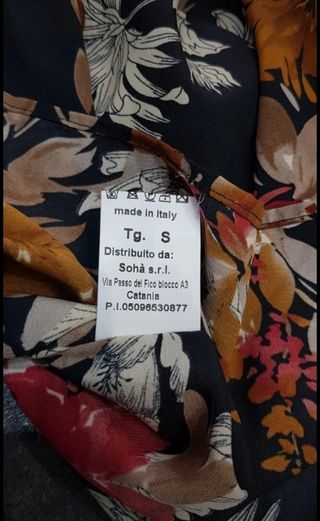 made in Italy
Tg. S
Distribuito da:
Sohà s.r.l.
Via Passo del Fico blocco A3
Catania
P.I.05096530877